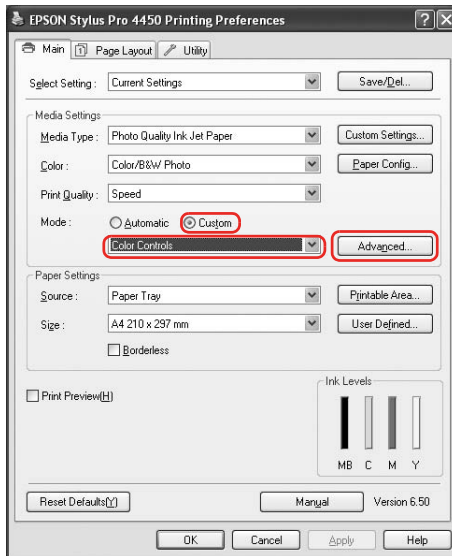 EPSON Stylus Pro 4450 Printing Preferences
Main Page Layout Utility
Select Setting : Current Settings Save/Del...
Media Settings
Media Type : Photo Quality Ink Jet Paper Custom Settings...
Color : Color/B&W Photo Paper Config...
Print Quality : Speed
Mode : Automatic Custom
Color Controls Advanced...
Paper Settings
Source : Paper Tray Printable Area...
Size : A4 210 x 297 mm User Defined...
Borderless
Ink Levels
Print Preview(H)
MB C M Y
Reset Defaults(Y) Manual Version 6.50
OK Cancel Apply Help